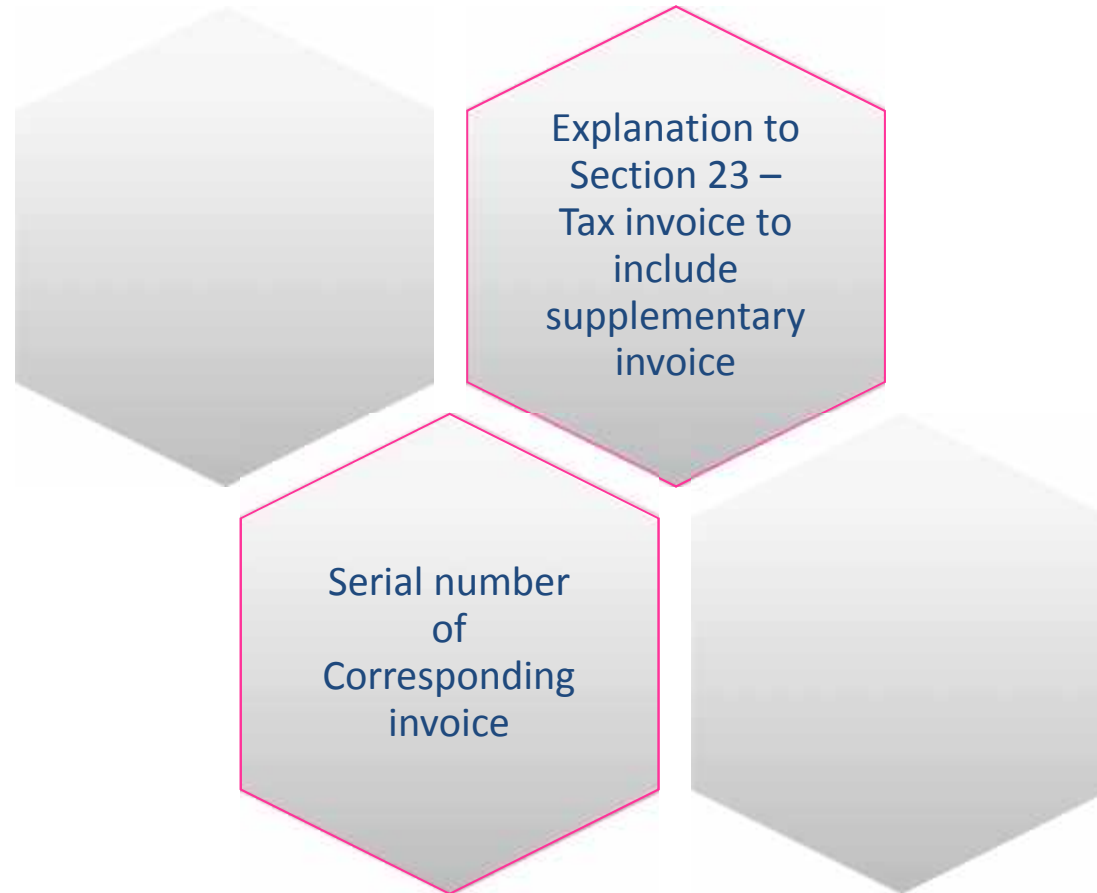 Explanation to
Section 23 –
Tax invoice to
include
supplementary
invoice
Serial number
of
Corresponding
invoice